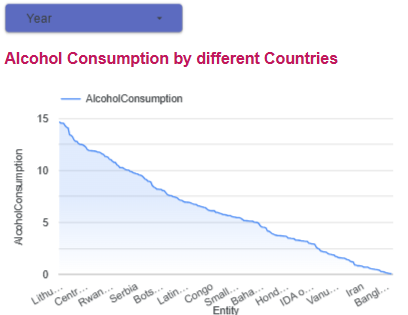 Year
Alcohol Consumption by different Countries
AlcoholConsumption
15
10
5
0
AlcoholConsumption
Lithu...
Centr...
Rwan...
Serbia
Bots...
Latin...
Congo
Small...
Baha...
Hond...
IDA o...
Vanu...
Iran
Bangl...
Entity